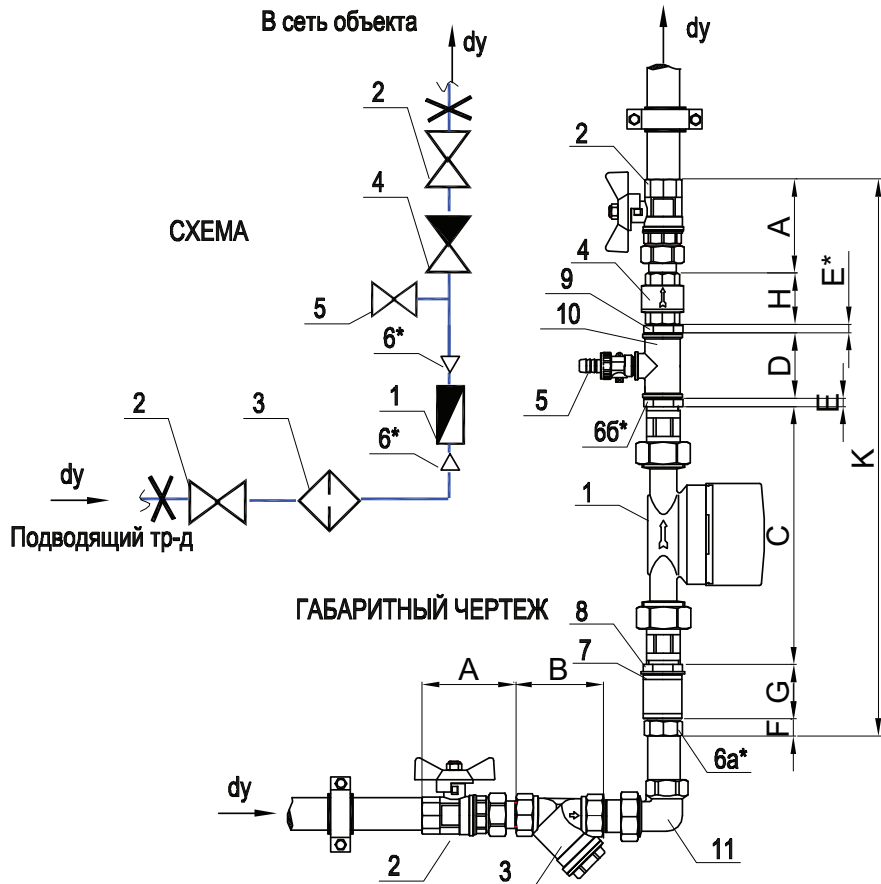 В сеть объекта
dy
2
4
СХЕМА
5
6*
1
6*
2
3
dy
Подводящий тр-д
ГАБАРИТНЫЙ ЧЕРТЕЖ
dy
2
A
E*
4
H
9
10
D
5
6б*
E
K
1
C
8
7
G
F
6а*
A
B
dy
2
3
11